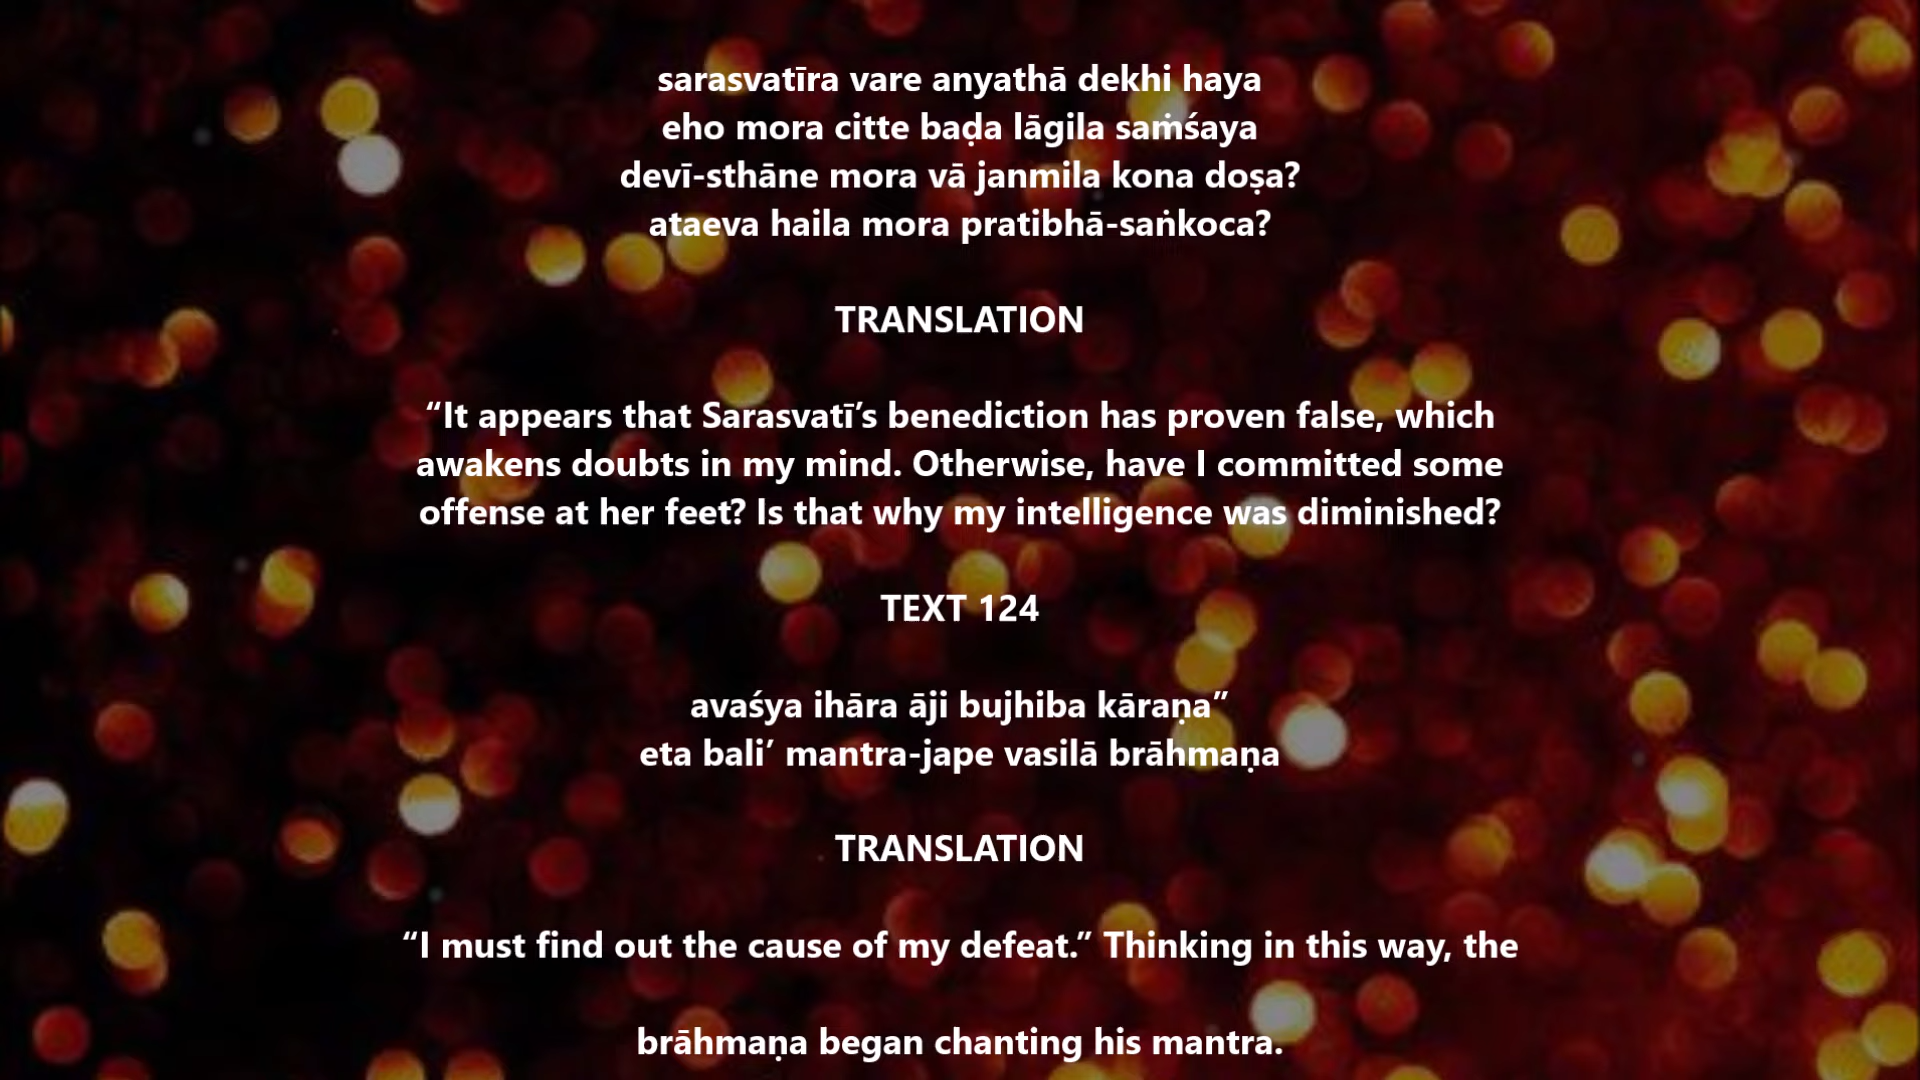 sarasvatīra vare anyathā dekhi haya
eho mora citte baḍa lāgila saṁśaya
devī-sthāne mora vā janmila kona doṣa?
ataeva haila mora pratibhā-saṅkoca?
TRANSLATION
“It appears that Sarasvatī’s benediction has proven false, which
awakens doubts in my mind. Otherwise, have I committed some
offense at her feet? Is that why my intelligence was diminished?
TEXT 124
avaśya ihāra āji bujhiba kāraṇa”
eta bali’ mantra-jape vasilā brāhmaṇa
TRANSLATION
“I must find out the cause of my defeat.” Thinking in this way, the
brāhmaṇa began chanting his mantra.